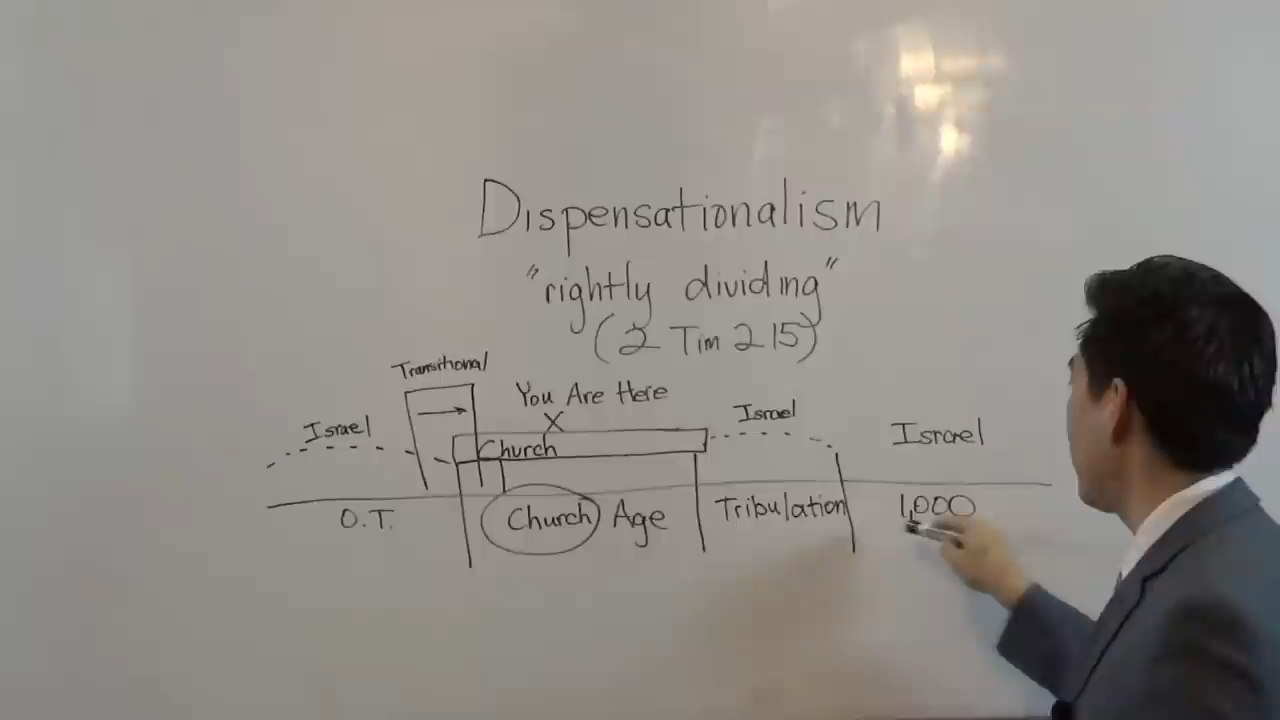 Dispensationalism
"rightly dividing"
(2 Tim 2 15)
Transitional
You Are Here
X
Israel
Israel
Israel
Church
O.T.
Church Age
Tribulation
1,000